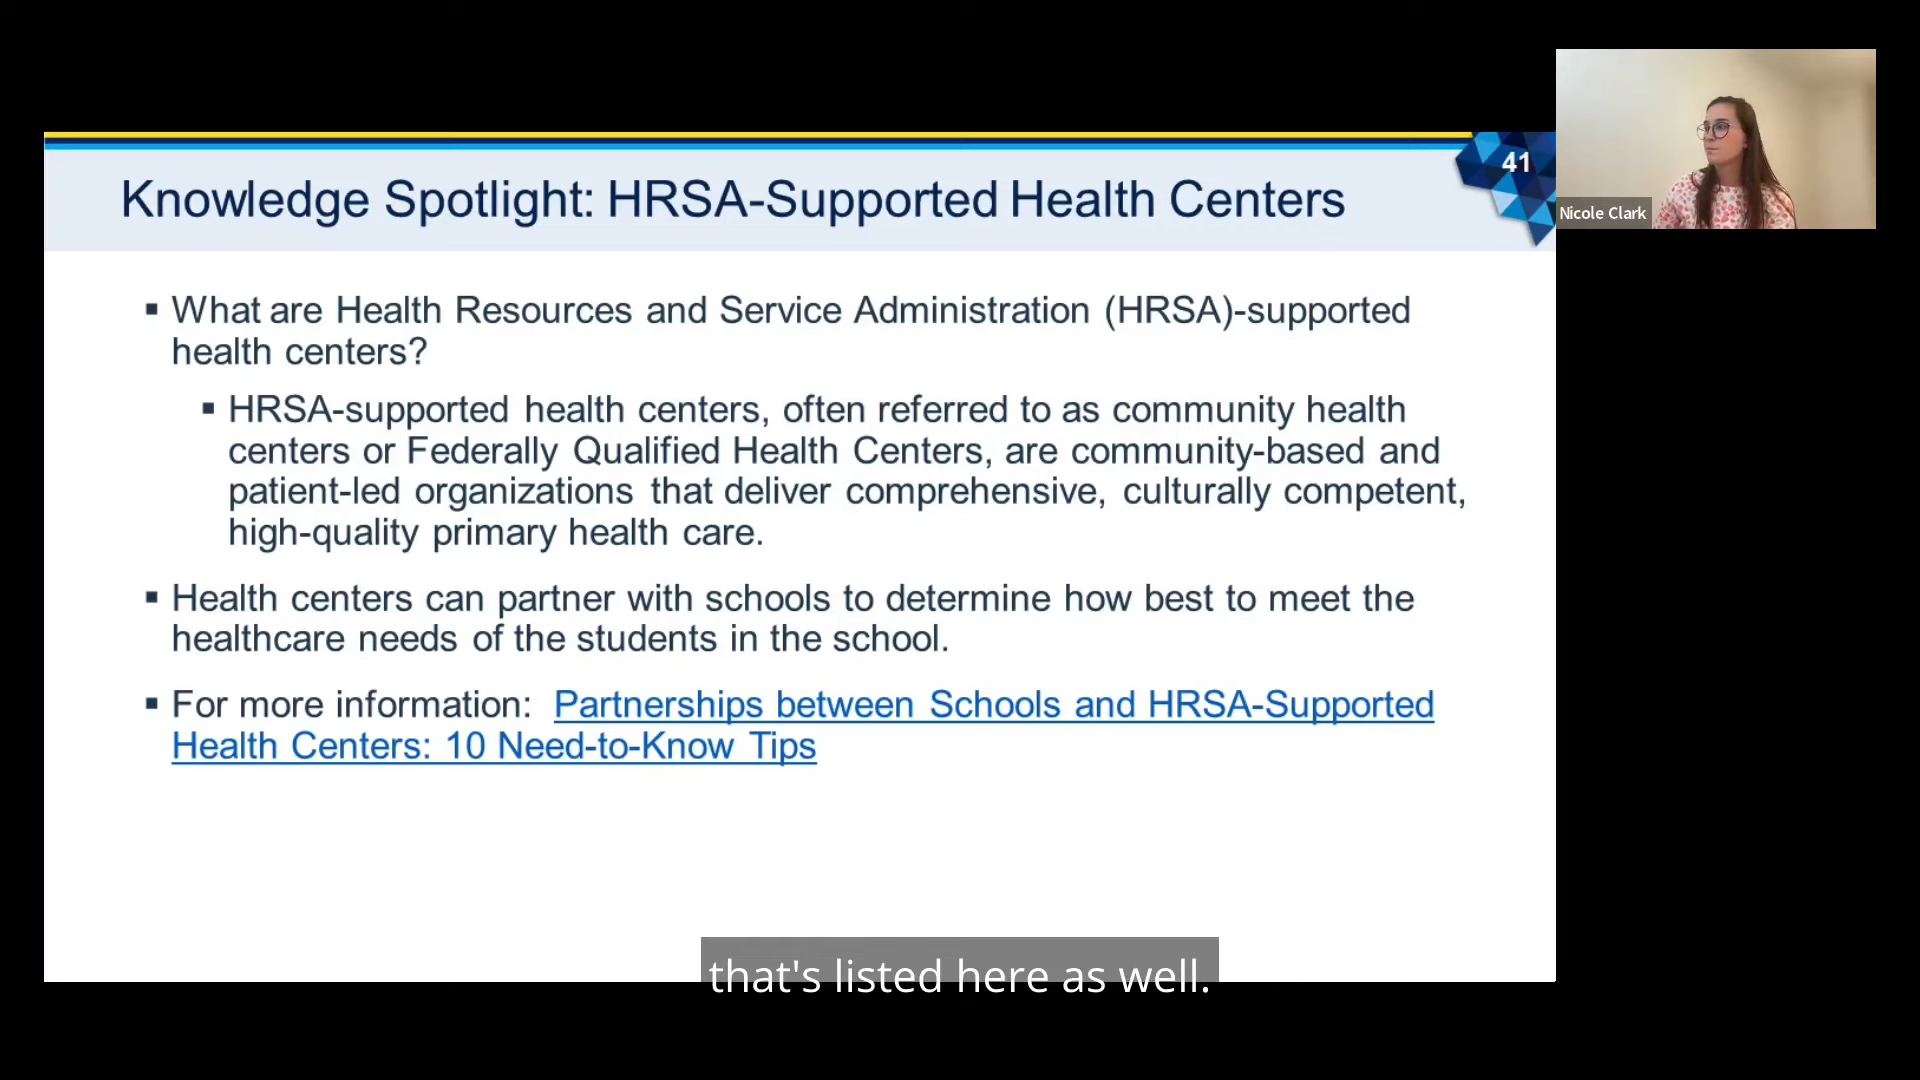 Knowledge Spotlight: HRSA-Supported Health Centers
41
Nicole Clark
▪ What are Health Resources and Service Administration (HRSA)-supported
health centers?
▪ HRSA-supported health centers, often referred to as community health
centers or Federally Qualified Health Centers, are community-based and
patient-led organizations that deliver comprehensive, culturally competent,
high-quality primary health care.
▪ Health centers can partner with schools to determine how best to meet the
healthcare needs of the students in the school.
▪ For more information: Partnerships between Schools and HRSA-Supported
Health Centers: 10 Need-to-Know Tips
that's listed here as well.